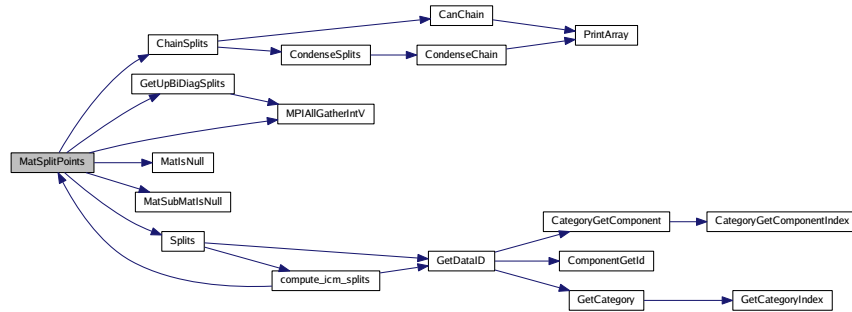 CanChain
ChainSplits
PrintArray
CondenseSplits
CondenseChain
GetUpBiDiagSplits
MPIAllGatherIntV
MatSplitPoints
MatIsNull
MatSubMatIsNull
CategoryGetComponent
CategoryGetComponentIndex
Splits
GetDataID
ComponentGetId
compute_icm_splits
GetCategory
GetCategoryIndex